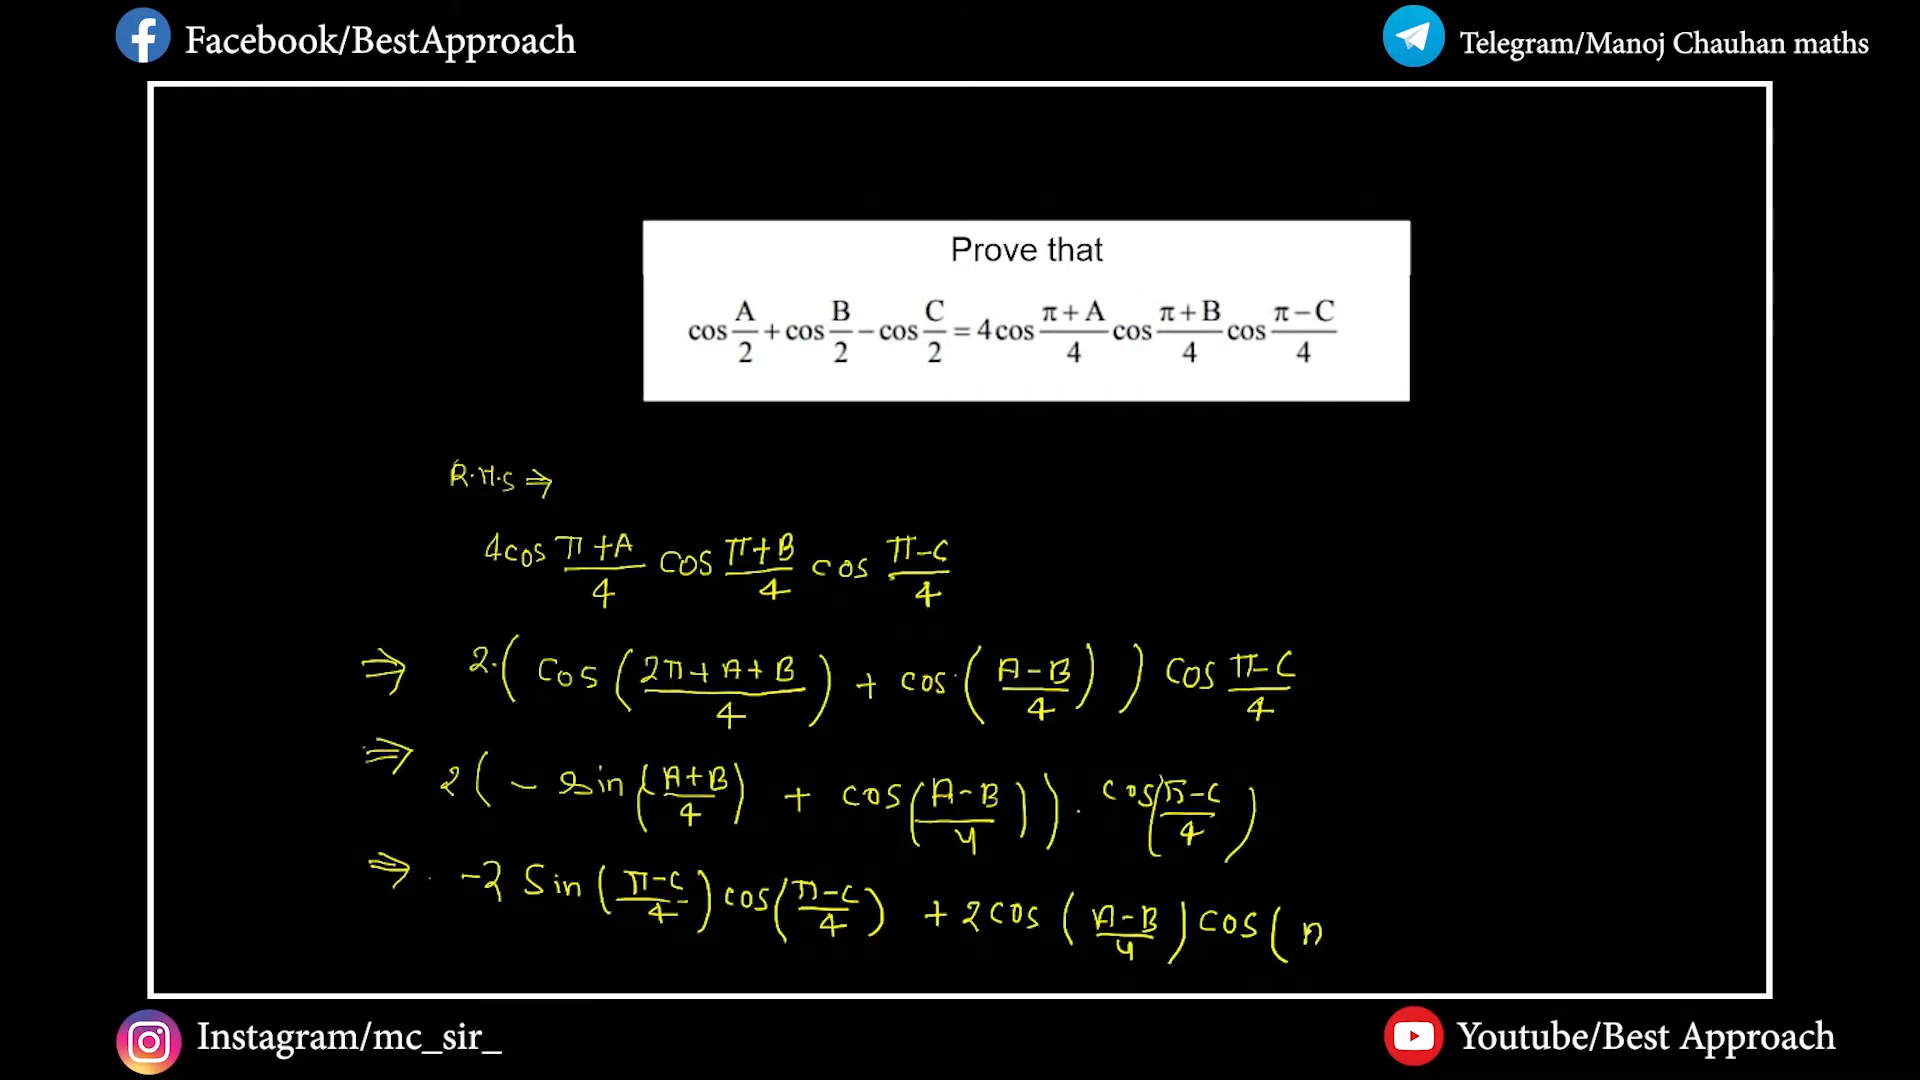 Facebook/BestApproach
Telegram/Manoj Chauhan maths
Prove that
cos A/2 + cos B/2 − cos C/2 = 4cos (π+A)/4 cos (π+B)/4 cos (π−C)/4
R.H.S ⇒
4cos (π+A)/4 cos (π+B)/4 cos (π−C)/4
⇒ 2·( cos ( (2π+A+B)/4 ) + cos ( (A−B)/4 ) ) cos (π−C)/4
⇒ 2 ( − sin ( (A+B)/4 ) + cos ( (A−B)/4 ) ) · cos ( (π−C)/4 )
⇒ −2 sin ( (π−C)/4 ) cos ( (π−C)/4 ) + 2 cos ( (A−B)/4 ) cos ( π
Instagram/mc_sir_
Youtube/Best Approach